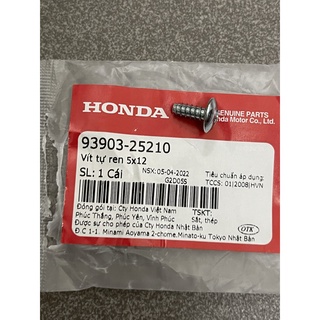 HONDA
GENUINE PARTS
Honda Motor Co., Ltd.
93903-25210
Vít tự ren 5x12
SL: 1 Cái
NSX: 05-04-2022
G2D05S
Tiêu chuẩn áp dụng:
TCCS: 01|2008|HVN
Đóng gói tại: Cty Honda Việt Nam
Phúc Thắng, Phúc Yên, Vĩnh Phúc
TSKT:
Sắt, thép
Được sự cho phép của Cty Honda Nhật Bản
Đ C 1-1, Minami Aoyama 2-chome,Minato-ku Tokyo Nhật Bản
OTK